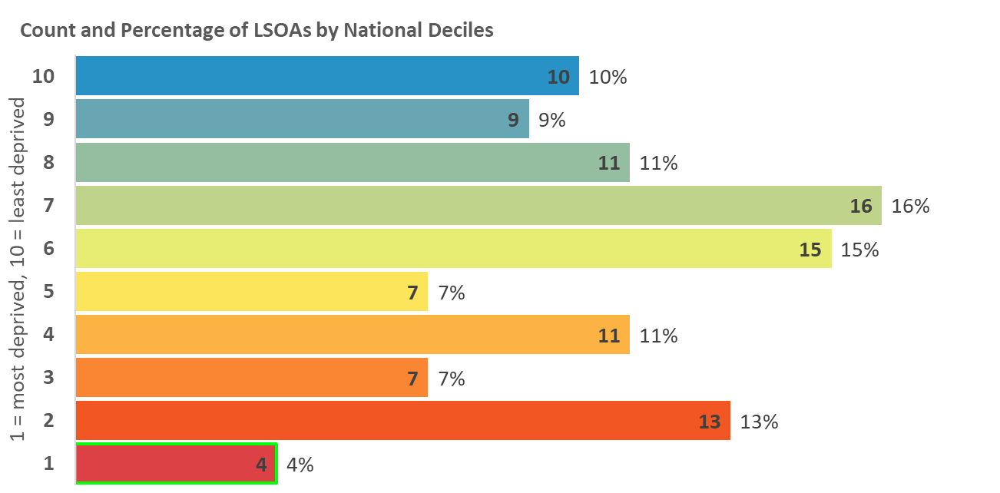 Count and Percentage of LSOAs by National Deciles
1 = most deprived, 10 = least deprived
10 10 10%
9 9 9%
8 11 11%
7 16 16%
6 15 15%
5 7 7%
4 11 11%
3 7 7%
2 13 13%
1 4 4%